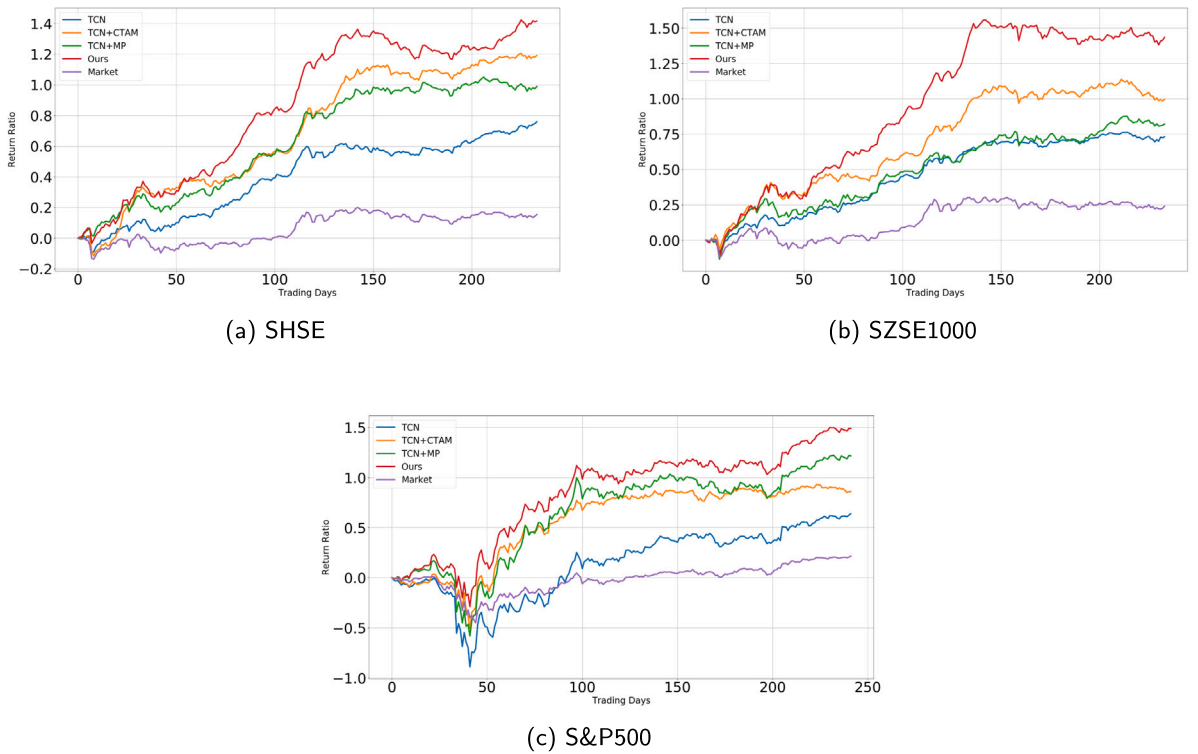 TCN
TCN+CTAM
TCN+MP
Ours
Market
1.4
1.2
1.0
0.8
0.6
0.4
0.2
0.0
−0.2
Return Ratio
0 50 100 150 200
Trading Days
(a) SHSE
TCN
TCN+CTAM
TCN+MP
Ours
Market
1.50
1.25
1.00
0.75
0.50
0.25
0.00
Return Ratio
0 50 100 150 200
Trading Days
(b) SZSE1000
TCN
TCN+CTAM
TCN+MP
Ours
Market
1.5
1.0
0.5
0.0
−0.5
−1.0
Return Ratio
0 50 100 150 200 250
Trading Days
(c) S&P500